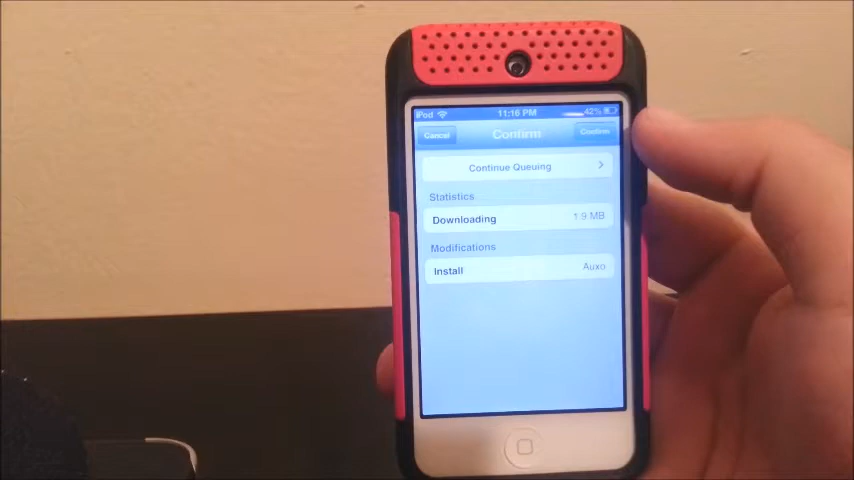 iPod 11:16 PM 42%
Cancel Confirm Confirm
Continue Queuing
Statistics
Downloading 1.9 MB
Modifications
Install Auxo